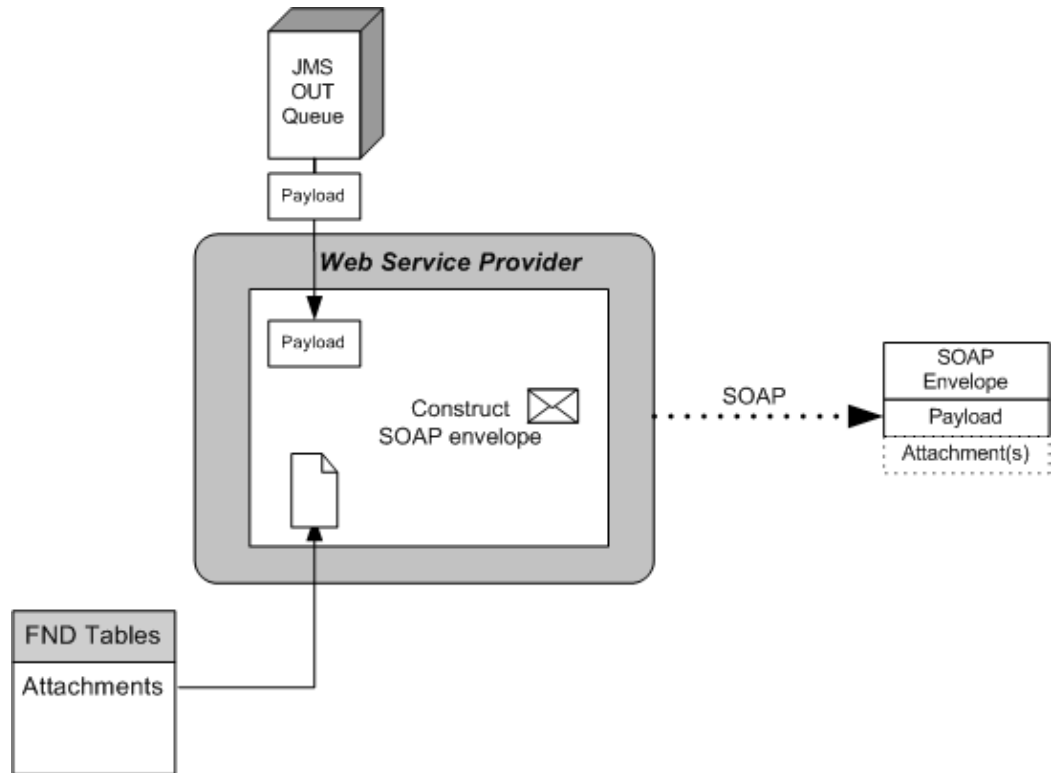 JMS
OUT
Queue
Payload
Web Service Provider
Payload
Construct
SOAP envelope
SOAP
SOAP
Envelope
Payload
Attachment(s)
FND Tables
Attachments